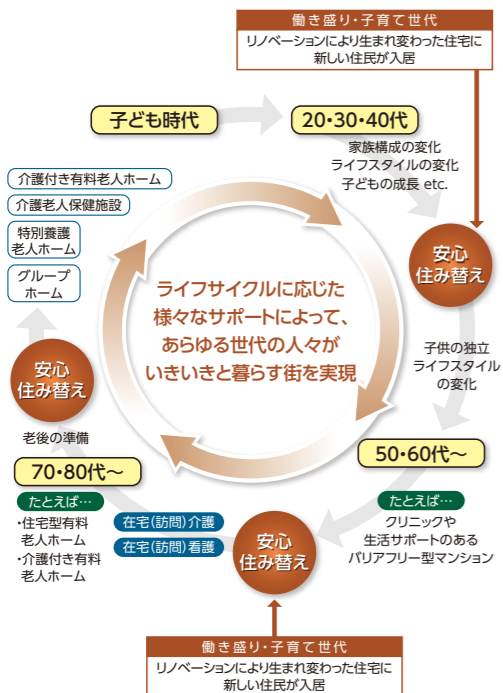 働き盛り・子育て世代
リノベーションにより生まれ変わった住宅に
新しい住民が入居
子ども時代
20・30・40代
家族構成の変化
ライフスタイルの変化
子どもの成長 etc.
安心
住み替え
子供の独立
ライフスタイル
の変化
50・60代～
たとえば…
クリニックや
生活サポートのある
バリアフリー型マンション
安心
住み替え
働き盛り・子育て世代
リノベーションにより生まれ変わった住宅に
新しい住民が入居
在宅(訪問)介護
在宅(訪問)看護
70・80代～
たとえば…
・住宅型有料
老人ホーム
・介護付き有料
老人ホーム
老後の準備
安心
住み替え
介護付き有料老人ホーム
介護老人保健施設
特別養護
老人ホーム
グループ
ホーム
ライフサイクルに応じた
様々なサポートによって、
あらゆる世代の人々が
いきいきと暮らす街を実現